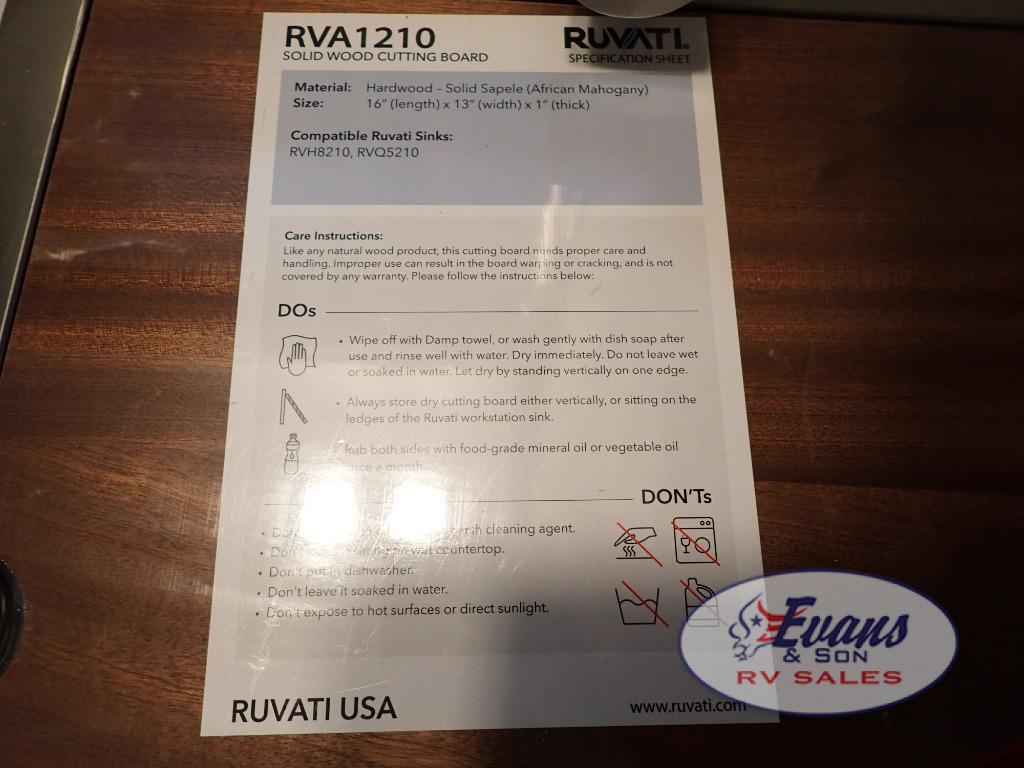 RVA1210
SOLID WOOD CUTTING BOARD
RUVATI®
SPECIFICATION SHEET
Material: Hardwood – Solid Sapele (African Mahogany)
Size: 16" (length) x 13" (width) x 1" (thick)
Compatible Ruvati Sinks:
RVH8210, RVQ5210
Care Instructions:
Like any natural wood product, this cutting board needs proper care and
handling. Improper use can result in the board warping or cracking, and is not
covered by any warranty. Please follow the instructions below:
DOs
• Wipe off with Damp towel, or wash gently with dish soap after
use and rinse well with water. Dry immediately. Do not leave wet
or soaked in water. Let dry by standing vertically on one edge.
• Always store dry cutting board either vertically, or sitting on the
ledges of the Ruvati workstation sink.
• Rub both sides with food-grade mineral oil or vegetable oil
once a month.
DON'Ts
• harsh cleaning agent.
• Don't wet countertop.
• Don't put in dishwasher.
• Don't leave it soaked in water.
• Don't expose to hot surfaces or direct sunlight.
RUVATI USA
www.ruvati.com
Evans
& SON
RV SALES